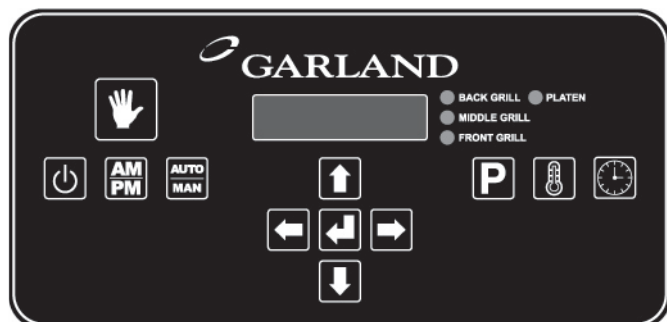 GARLAND
BACK GRILL PLATEN
MIDDLE GRILL
FRONT GRILL
AM
PM
AUTO
MAN
P